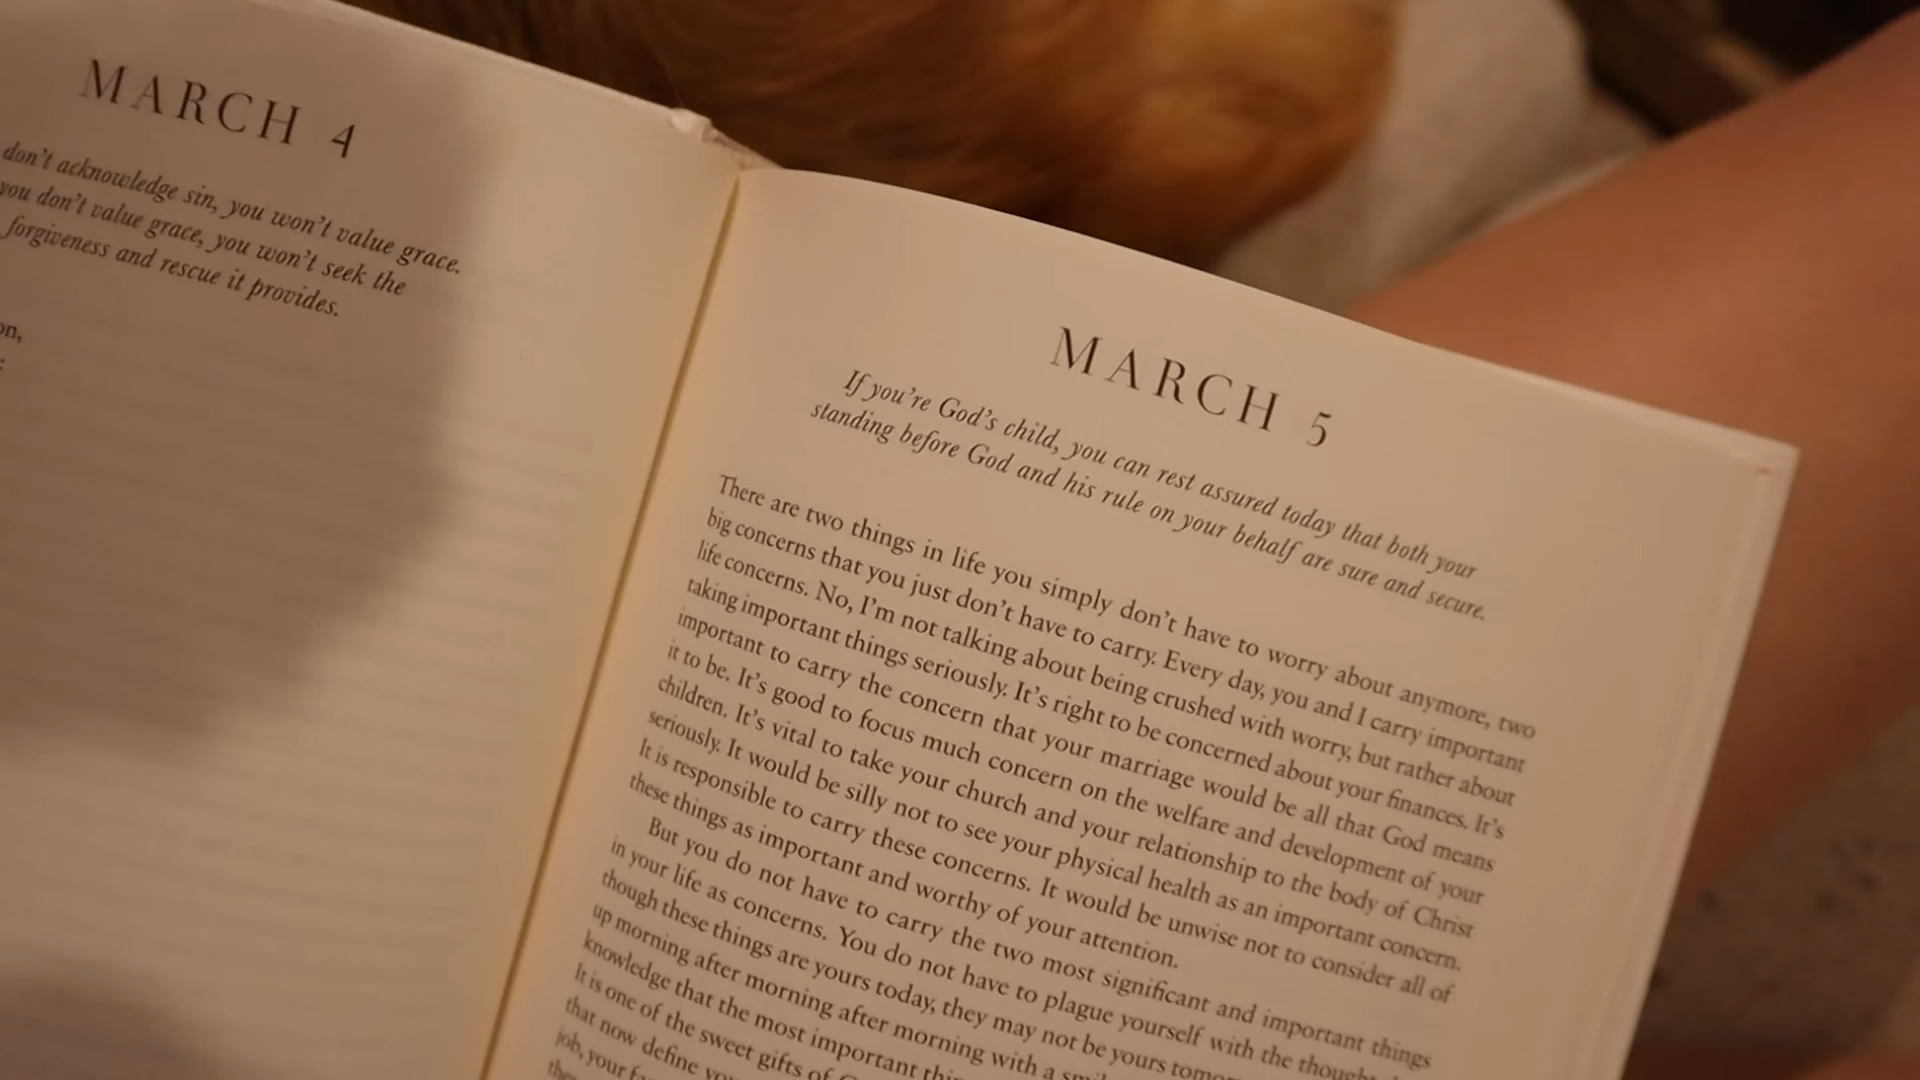 MARCH 4
don't acknowledge sin, you won't value grace.
you don't value grace, you won't seek the
forgiveness and rescue it provides.
on,
:
MARCH 5
If you're God's child, you can rest assured today that both your
standing before God and his rule on your behalf are sure and secure.
There are two things in life you simply don't have to worry about anymore, two
big concerns that you just don't have to carry. Every day, you and I carry important
life concerns. No, I'm not talking about being crushed with worry, but rather about
taking important things seriously. It's right to be concerned about your finances. It's
important to carry the concern that your marriage would be all that God means
it to be. It's good to focus much concern on the welfare and development of your
children. It's vital to take your church and your relationship to the body of Christ
seriously. It would be silly not to see your physical health as an important concern.
It is responsible to carry these concerns. It would be unwise not to consider all of
these things as important and worthy of your attention.
But you do not have to carry the two most significant and important things
in your life as concerns. You do not have to plague yourself with the thought
though these things are yours today, they may not be yours
up morning after morning after morning with a
knowledge that the most important
It is one of the sweet gifts of
that now define
job, your